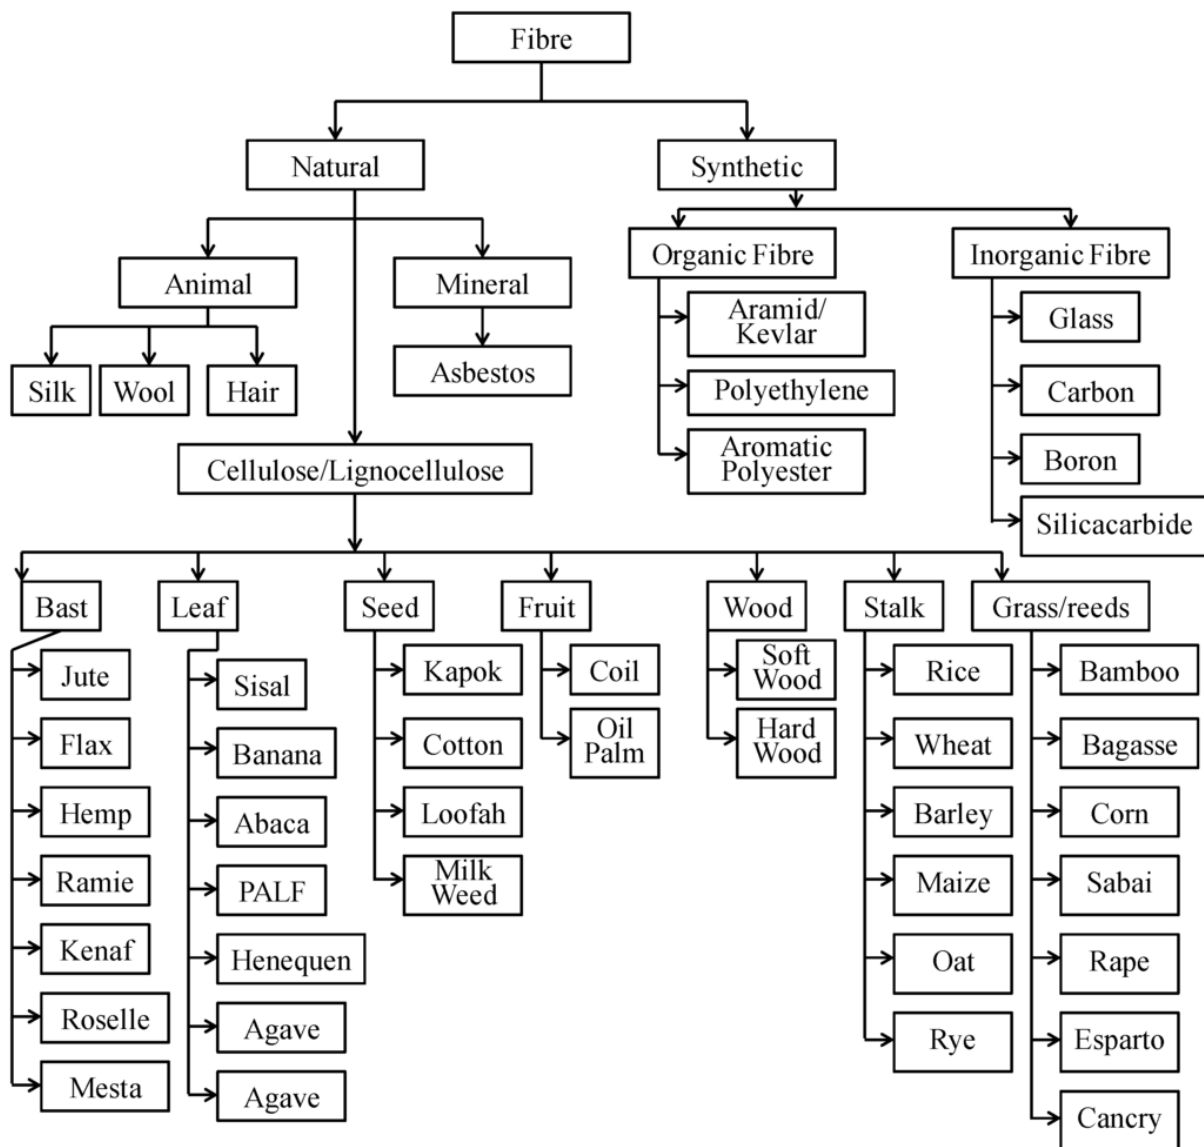 Fibre
Natural
Synthetic
Organic Fibre
Inorganic Fibre
Animal
Mineral
Aramid/
Kevlar
Glass
Silk
Wool
Hair
Asbestos
Polyethylene
Carbon
Cellulose/Lignocellulose
Aromatic
Polyester
Boron
Silicacarbide
Bast
Leaf
Seed
Fruit
Wood
Stalk
Grass/reeds
Jute
Flax
Hemp
Ramie
Kenaf
Roselle
Mesta
Sisal
Banana
Abaca
PALF
Henequen
Agave
Agave
Kapok
Cotton
Loofah
Milk
Weed
Coil
Oil
Palm
Soft
Wood
Hard
Wood
Rice
Wheat
Barley
Maize
Oat
Rye
Bamboo
Bagasse
Corn
Sabai
Rape
Esparto
Cancry